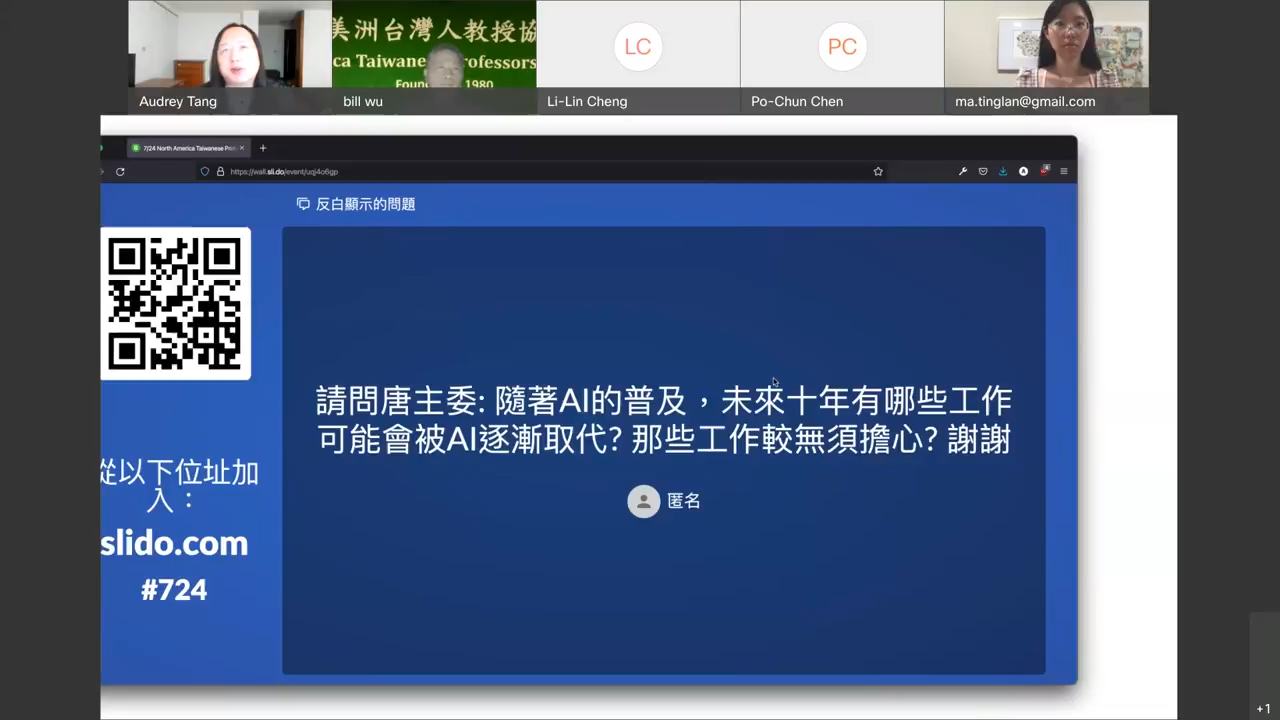 美洲台灣人教授協
ca Taiwane rofessors
Foun 1980
LC
PC
Audrey Tang
bill wu
Li-Lin Cheng
Po-Chun Chen
ma.tinglan@gmail.com
7/24 North America Taiwanese Pro
https://wall.sli.do/event/uqj4o6gp
反白顯示的問題
請問唐主委: 隨著AI的普及，未來十年有哪些工作
可能會被AI逐漸取代? 那些工作較無須擔心? 謝謝
匿名
從以下位址加
入：
slido.com
#724
+1